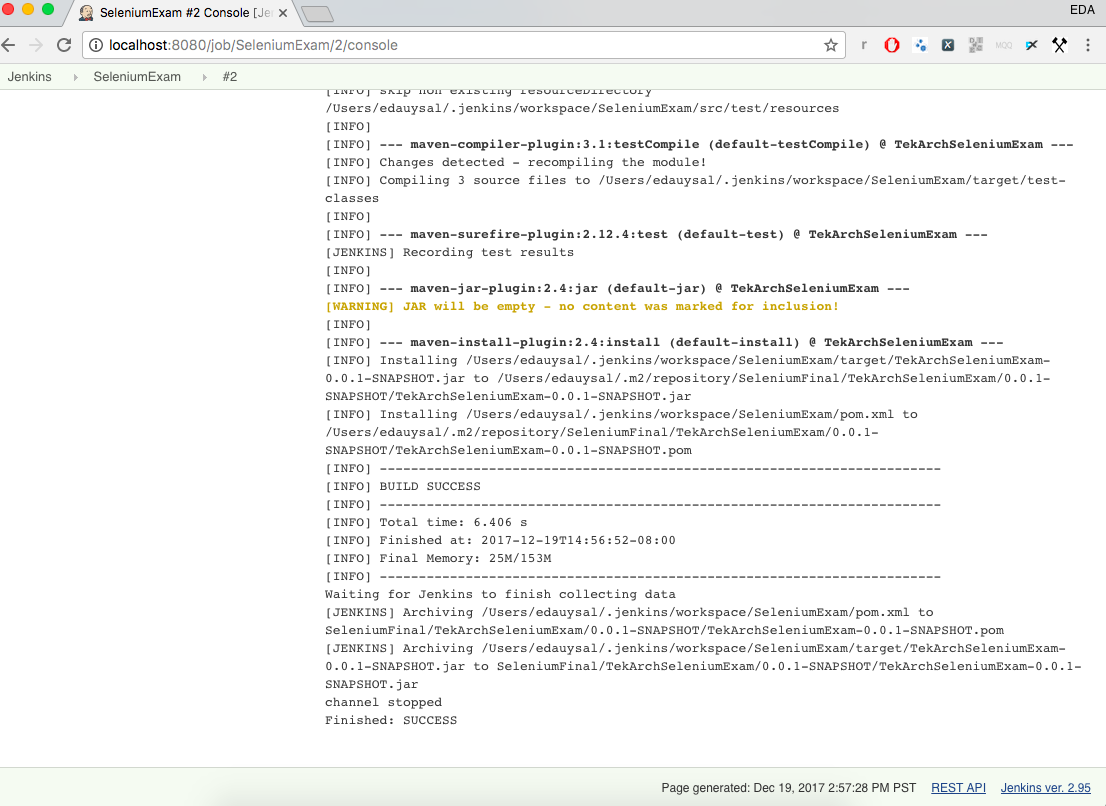 SeleniumExam #2 Console [Je
EDA
localhost:8080/job/SeleniumExam/2/console
r
MQQ
Jenkins SeleniumExam #2
[INFO] skip non existing resourceDirectory
/Users/edauysal/.jenkins/workspace/SeleniumExam/src/test/resources
[INFO]
[INFO] --- maven-compiler-plugin:3.1:testCompile (default-testCompile) @ TekArchSeleniumExam ---
[INFO] Changes detected - recompiling the module!
[INFO] Compiling 3 source files to /Users/edauysal/.jenkins/workspace/SeleniumExam/target/test-
classes
[INFO]
[INFO] --- maven-surefire-plugin:2.12.4:test (default-test) @ TekArchSeleniumExam ---
[JENKINS] Recording test results
[INFO]
[INFO] --- maven-jar-plugin:2.4:jar (default-jar) @ TekArchSeleniumExam ---
[WARNING] JAR will be empty - no content was marked for inclusion!
[INFO]
[INFO] --- maven-install-plugin:2.4:install (default-install) @ TekArchSeleniumExam ---
[INFO] Installing /Users/edauysal/.jenkins/workspace/SeleniumExam/target/TekArchSeleniumExam-
0.0.1-SNAPSHOT.jar to /Users/edauysal/.m2/repository/SeleniumFinal/TekArchSeleniumExam/0.0.1-
SNAPSHOT/TekArchSeleniumExam-0.0.1-SNAPSHOT.jar
[INFO] Installing /Users/edauysal/.jenkins/workspace/SeleniumExam/pom.xml to
/Users/edauysal/.m2/repository/SeleniumFinal/TekArchSeleniumExam/0.0.1-
SNAPSHOT/TekArchSeleniumExam-0.0.1-SNAPSHOT.pom
[INFO] ------------------------------------------------------------------------
[INFO] BUILD SUCCESS
[INFO] ------------------------------------------------------------------------
[INFO] Total time: 6.406 s
[INFO] Finished at: 2017-12-19T14:56:52-08:00
[INFO] Final Memory: 25M/153M
[INFO] ------------------------------------------------------------------------
Waiting for Jenkins to finish collecting data
[JENKINS] Archiving /Users/edauysal/.jenkins/workspace/SeleniumExam/pom.xml to
SeleniumFinal/TekArchSeleniumExam/0.0.1-SNAPSHOT/TekArchSeleniumExam-0.0.1-SNAPSHOT.pom
[JENKINS] Archiving /Users/edauysal/.jenkins/workspace/SeleniumExam/target/TekArchSeleniumExam-
0.0.1-SNAPSHOT.jar to SeleniumFinal/TekArchSeleniumExam/0.0.1-SNAPSHOT/TekArchSeleniumExam-0.0.1-
SNAPSHOT.jar
channel stopped
Finished: SUCCESS
Page generated: Dec 19, 2017 2:57:28 PM PST REST API Jenkins ver. 2.95